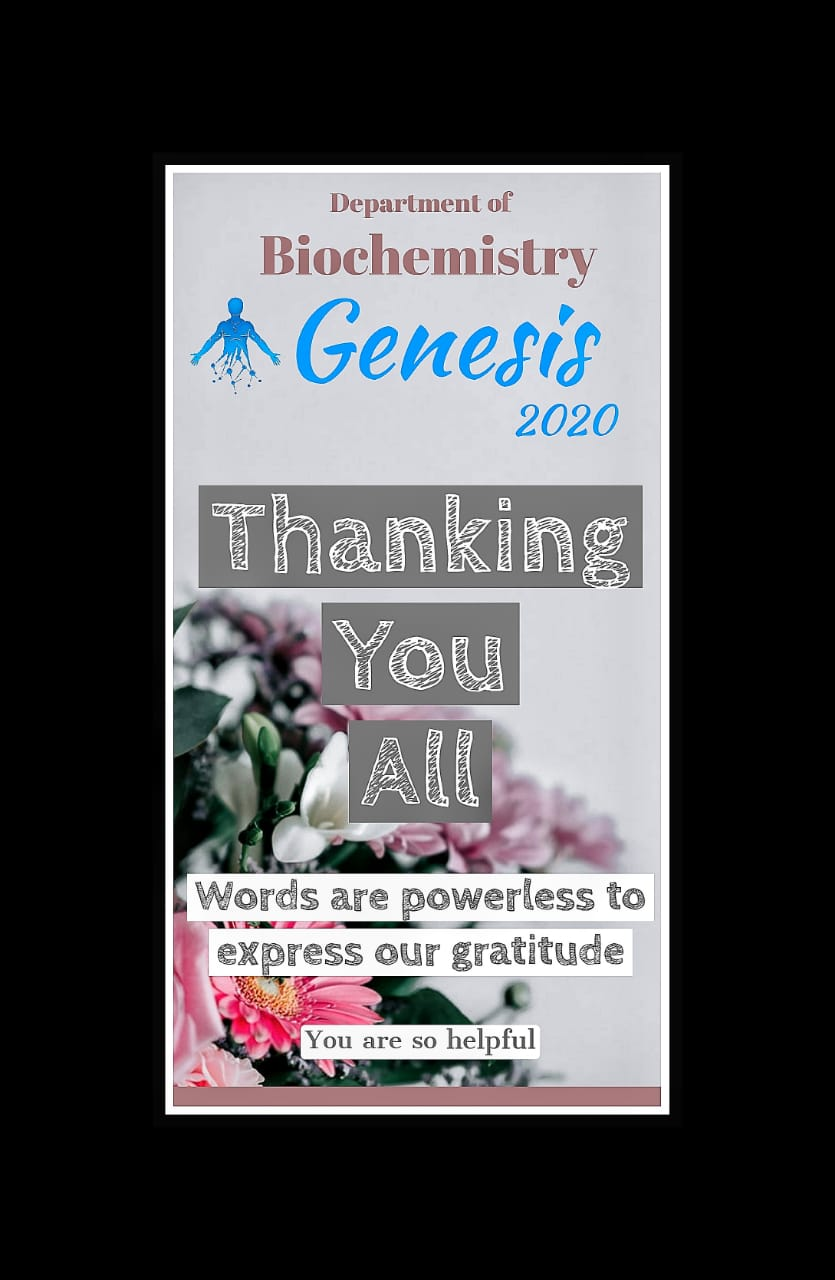 Department of
Biochemistry
Genesis
2020
Thanking
You
All
Words are powerless to
express our gratitude
You are so helpful